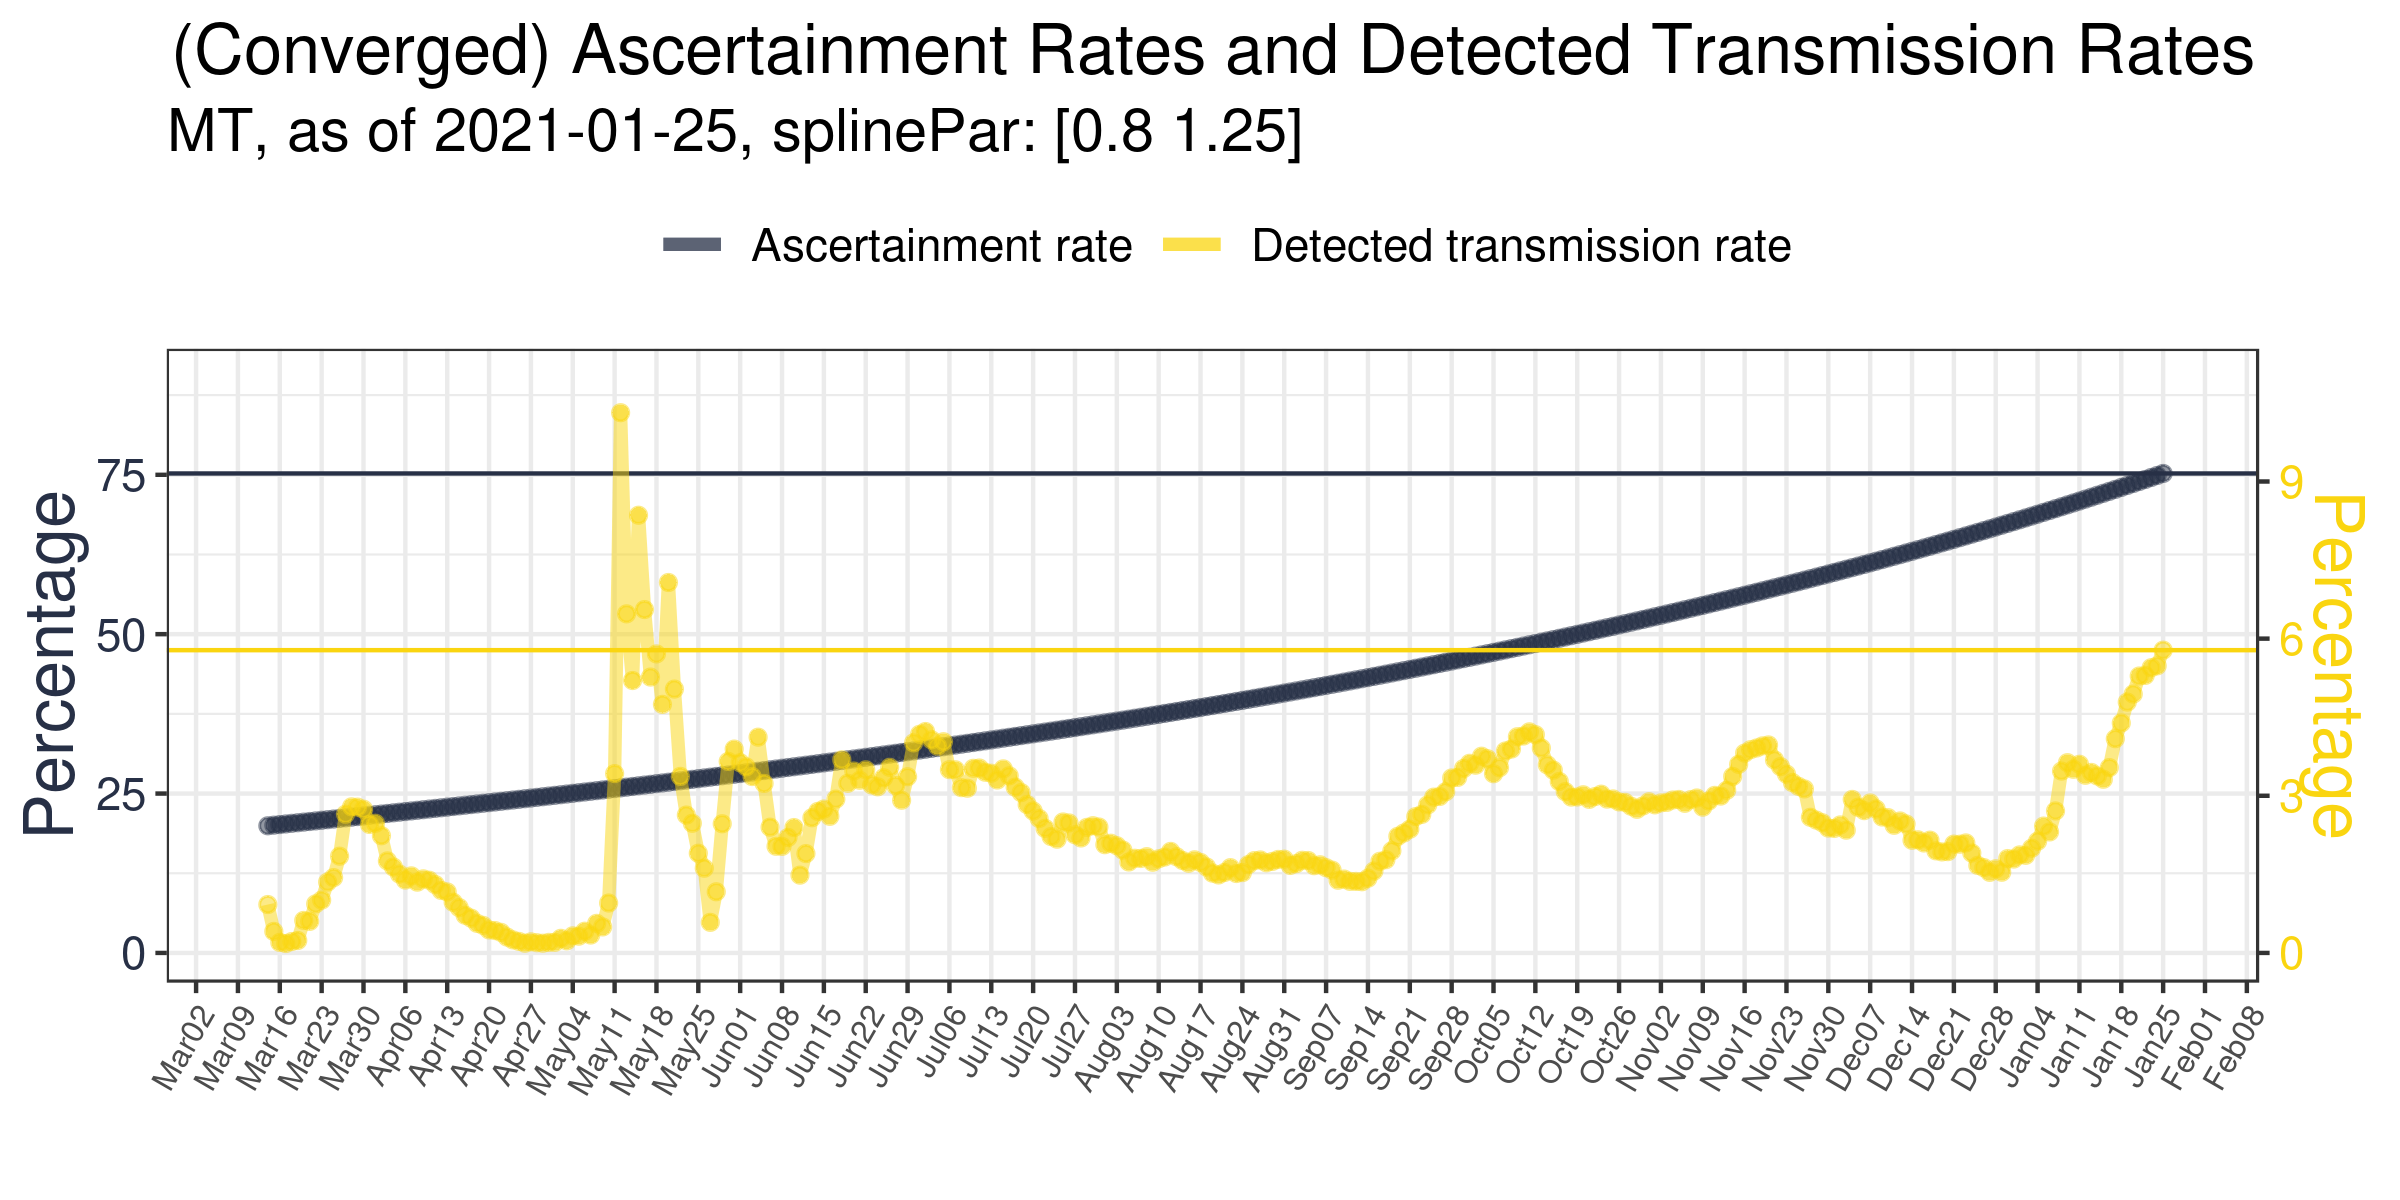 (Converged) Ascertainment Rates and Detected Transmission Rates
MT, as of 2021-01-25, splinePar: [0.8 1.25]
Ascertainment rate Detected transmission rate
Percentage
75
50
25
0
9
6
3
0
Percentage
Mar02 Mar09 Mar16 Mar23 Mar30 Apr06 Apr13 Apr20 Apr27 May04 May11 May18 May25 Jun01 Jun08 Jun15 Jun22 Jun29 Jul06 Jul13 Jul20 Jul27 Aug03 Aug10 Aug17 Aug24 Aug31 Sep07 Sep14 Sep21 Sep28 Oct05 Oct12 Oct19 Oct26 Nov02 Nov09 Nov16 Nov23 Nov30 Dec07 Dec14 Dec21 Dec28 Jan04 Jan11 Jan18 Jan25 Feb01 Feb08